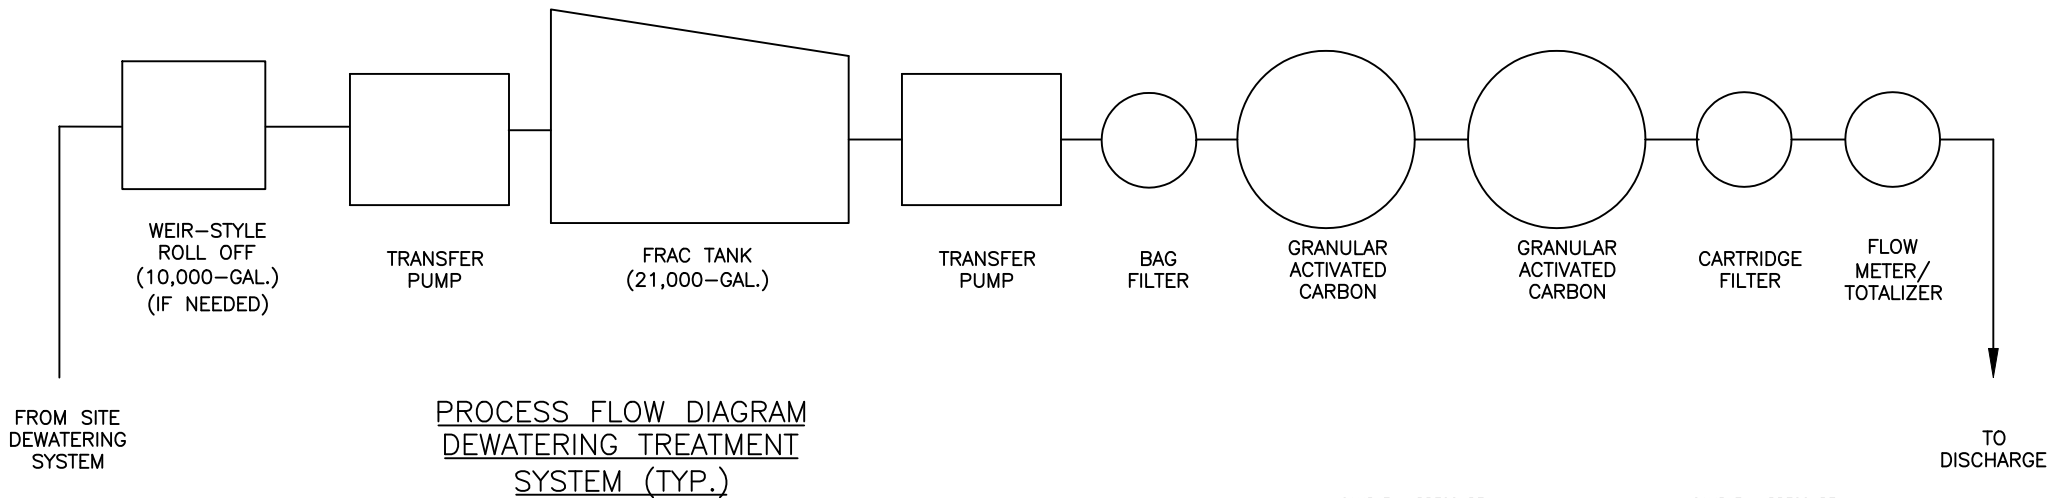 WEIR-STYLE
ROLL OFF
(10,000-GAL.)
(IF NEEDED)
TRANSFER
PUMP
FRAC TANK
(21,000-GAL.)
TRANSFER
PUMP
BAG
FILTER
GRANULAR
ACTIVATED
CARBON
GRANULAR
ACTIVATED
CARBON
CARTRIDGE
FILTER
FLOW
METER/
TOTALIZER
FROM SITE
DEWATERING
SYSTEM
PROCESS FLOW DIAGRAM
DEWATERING TREATMENT
SYSTEM (TYP.)
TO
DISCHARGE